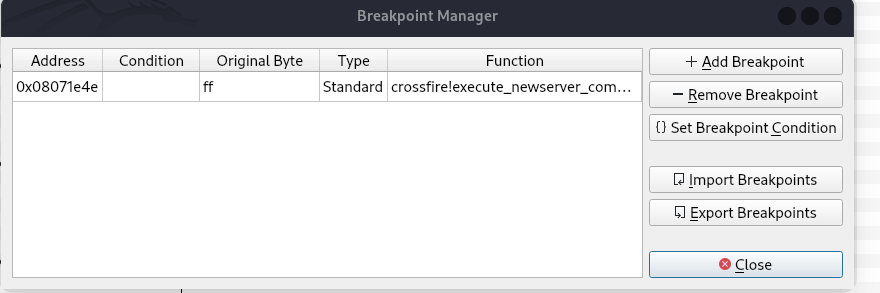 Breakpoint Manager
Address Condition Original Byte Type Function
0x08071e4e ff Standard crossfire!execute_newserver_com...
+ Add Breakpoint
− Remove Breakpoint
{} Set Breakpoint Condition
Import Breakpoints
Export Breakpoints
Close